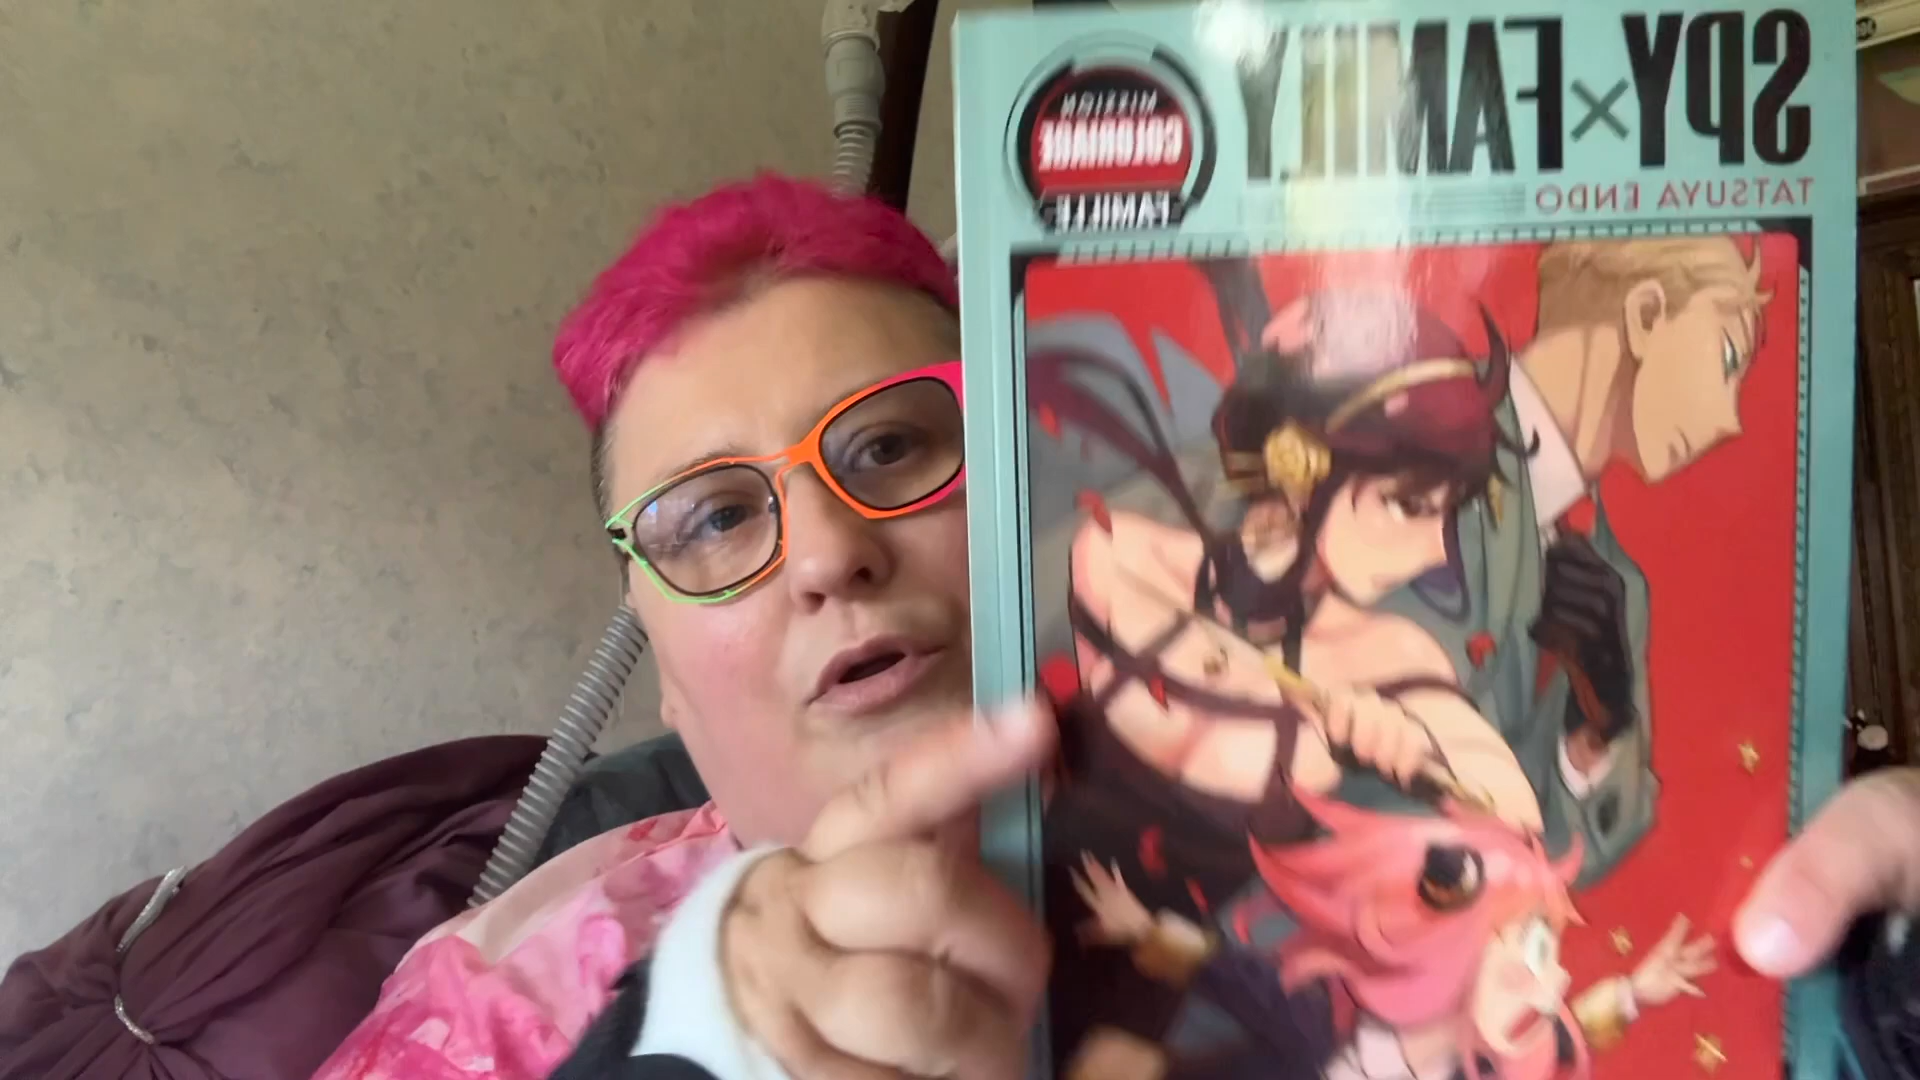 SPY×FAMILY
TATSUYA ENDO
MISSION
COLORIAGE
FAMILLE